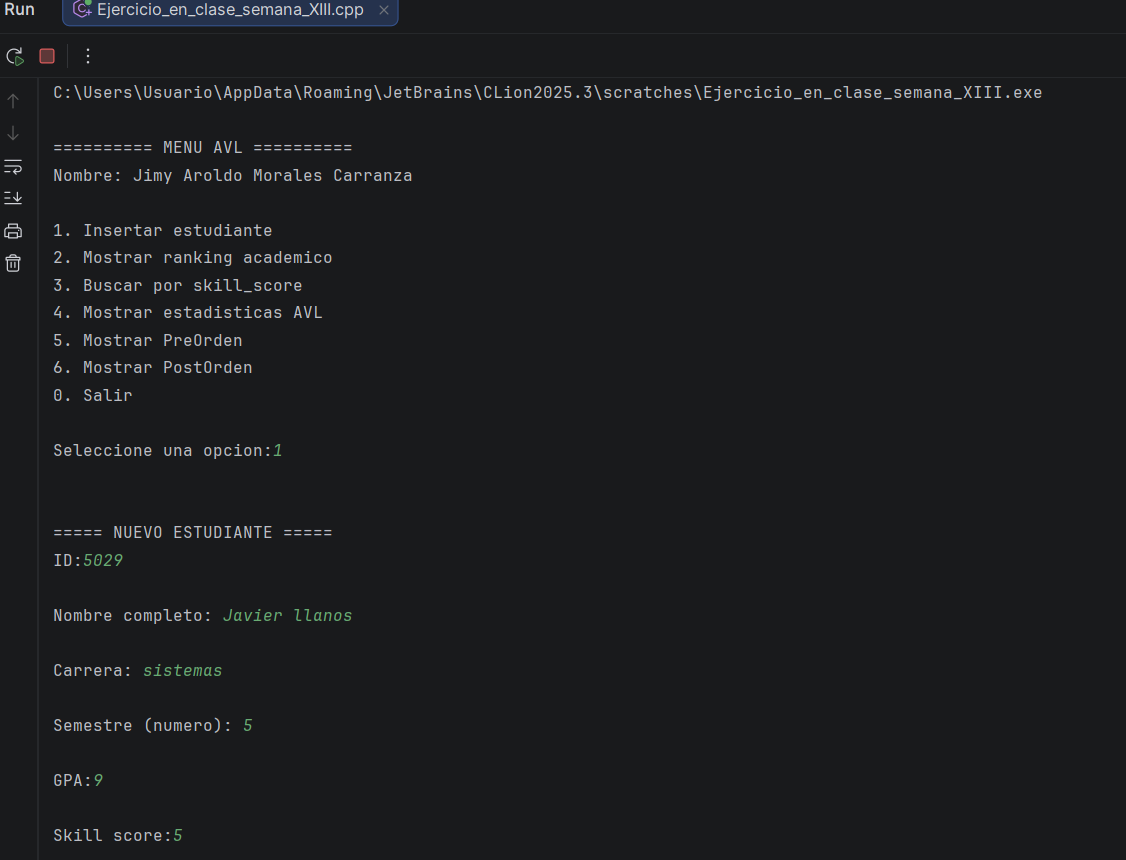 Run
Ejercicio_en_clase_semana_XIII.cpp
C:\Users\Usuario\AppData\Roaming\JetBrains\CLion2025.3\scratches\Ejercicio_en_clase_semana_XIII.exe
========== MENU AVL ==========
Nombre: Jimy Aroldo Morales Carranza
1. Insertar estudiante
2. Mostrar ranking academico
3. Buscar por skill_score
4. Mostrar estadisticas AVL
5. Mostrar PreOrden
6. Mostrar PostOrden
0. Salir
Seleccione una opcion:1
===== NUEVO ESTUDIANTE =====
ID:5029
Nombre completo: Javier llanos
Carrera: sistemas
Semestre (numero): 5
GPA:9
Skill score:5